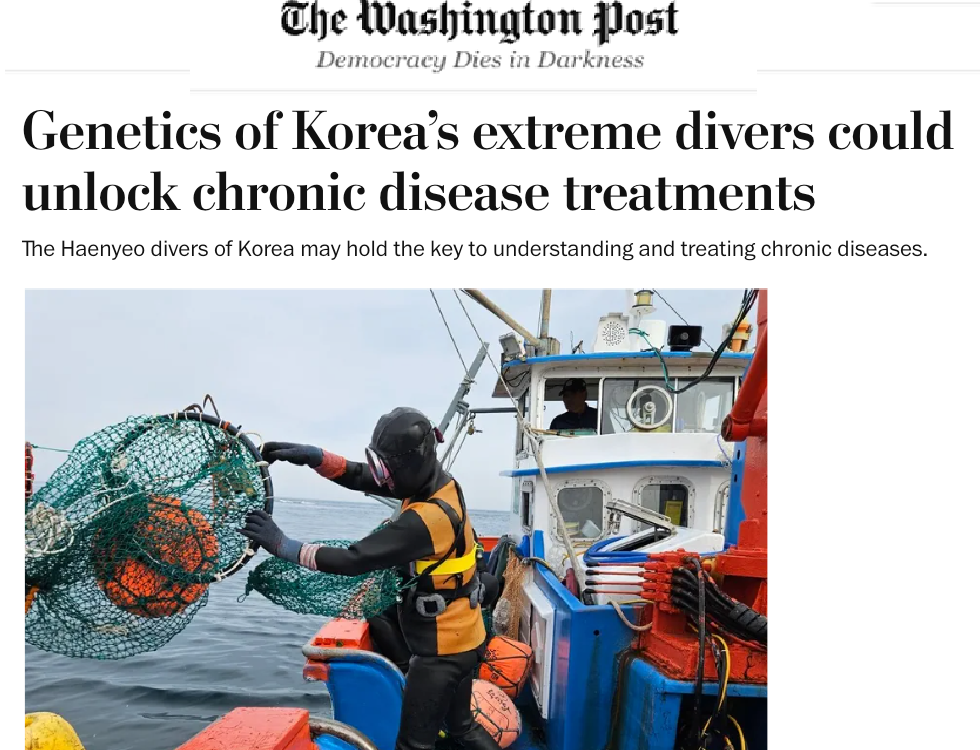 The Washington Post
Democracy Dies in Darkness
Genetics of Korea’s extreme divers could
unlock chronic disease treatments
The Haenyeo divers of Korea may hold the key to understanding and treating chronic diseases.